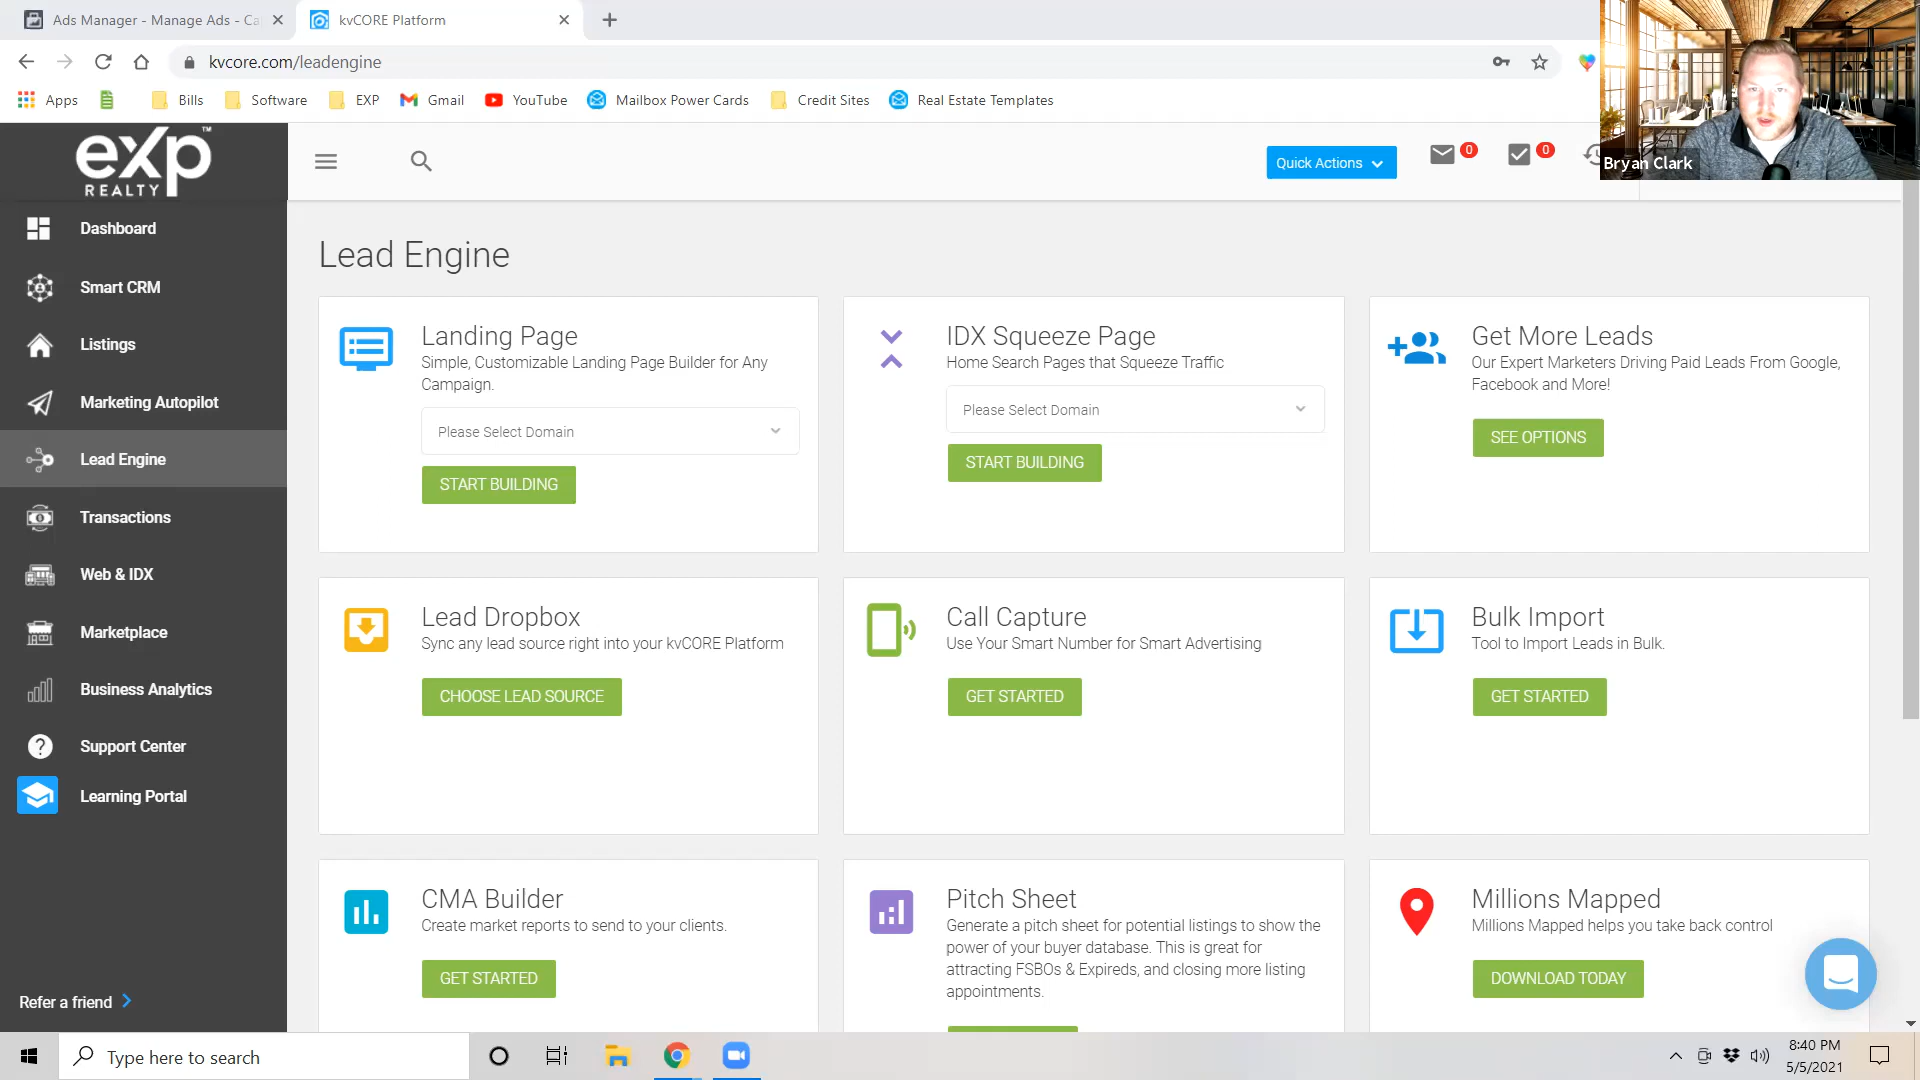 Ads Manager - Manage Ads - Ca
kvCORE Platform
kvcore.com/leadengine
Apps
Bills
Software
EXP
Gmail
YouTube
Mailbox Power Cards
Credit Sites
Real Estate Templates
Bryan Clark
exp™
REALTY
Quick Actions
0
0
Dashboard
Smart CRM
Listings
Marketing Autopilot
Lead Engine
Transactions
Web & IDX
Marketplace
Business Analytics
Support Center
Learning Portal
Refer a friend
Lead Engine
Landing Page
Simple, Customizable Landing Page Builder for Any
Campaign.
Please Select Domain
START BUILDING
IDX Squeeze Page
Home Search Pages that Squeeze Traffic
Please Select Domain
START BUILDING
Get More Leads
Our Expert Marketers Driving Paid Leads From Google,
Facebook and More!
SEE OPTIONS
Lead Dropbox
Sync any lead source right into your kvCORE Platform
CHOOSE LEAD SOURCE
Call Capture
Use Your Smart Number for Smart Advertising
GET STARTED
Bulk Import
Tool to Import Leads in Bulk.
GET STARTED
CMA Builder
Create market reports to send to your clients.
GET STARTED
Pitch Sheet
Generate a pitch sheet for potential listings to show the
power of your buyer database. This is great for
attracting FSBOs & Expireds, and closing more listing
appointments.
Millions Mapped
Millions Mapped helps you take back control
DOWNLOAD TODAY
Type here to search
8:40 PM
5/5/2021